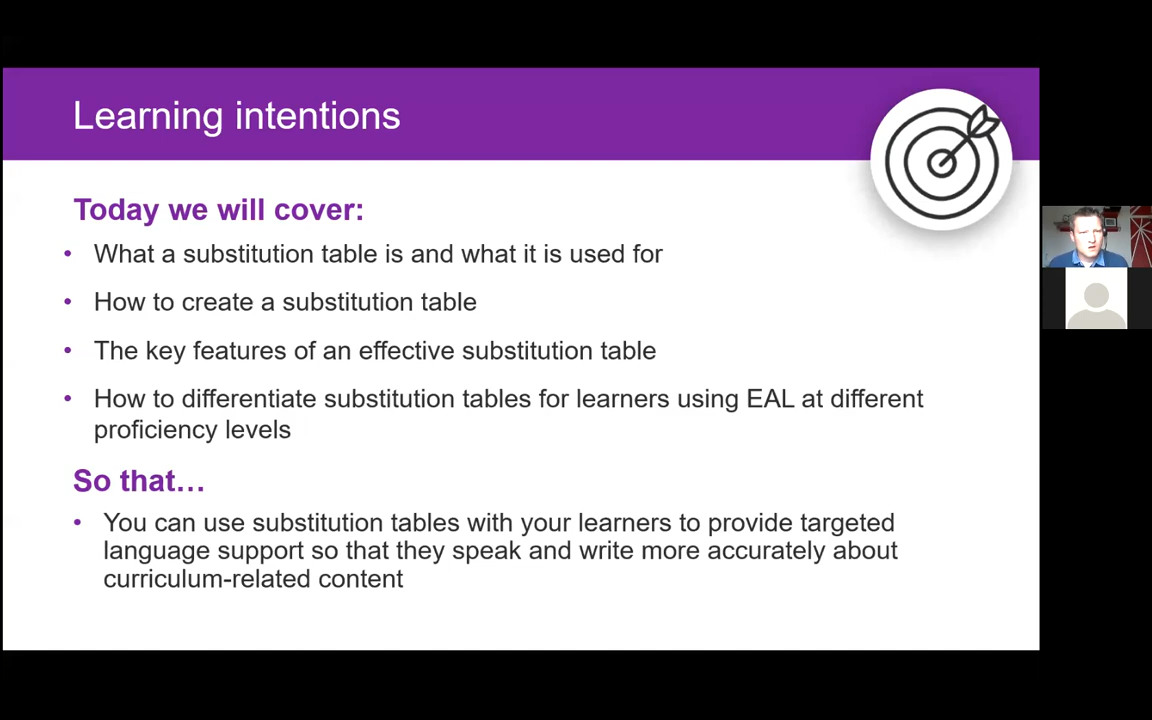 Learning intentions
Today we will cover:
• What a substitution table is and what it is used for
• How to create a substitution table
• The key features of an effective substitution table
• How to differentiate substitution tables for learners using EAL at different
proficiency levels
So that…
• You can use substitution tables with your learners to provide targeted
language support so that they speak and write more accurately about
curriculum-related content